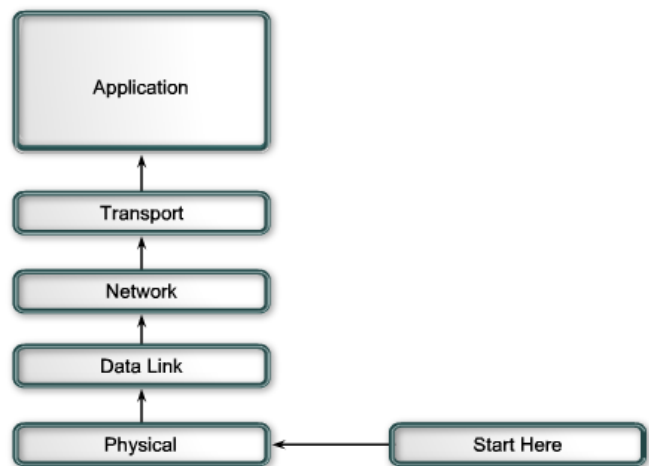 Application
Transport
Network
Data Link
Physical
Start Here